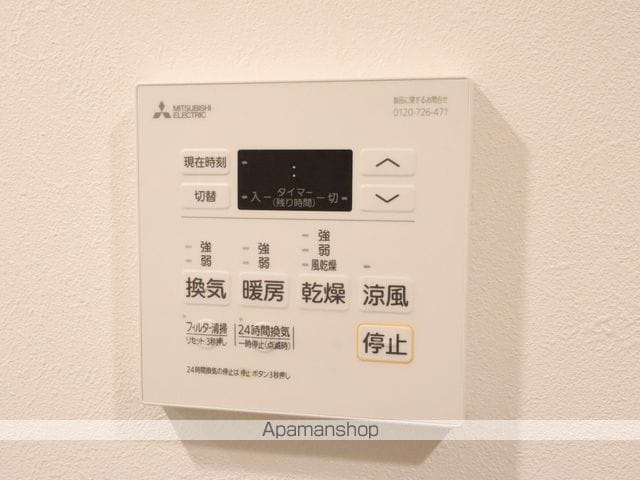 MITSUBISHI
ELECTRIC
製品に関するお問合せ
0120-726-471
現在時刻
:
切替
入 ー タイマー ー 切
(残り時間)
強
弱
強
弱
強
弱
風乾燥
換気
暖房
乾燥
涼風
フィルター清掃
リセット:3秒押し
24時間換気
一時停止(点滅時)
停止
24時間換気の停止は 停止 ボタン3秒押し
Apamanshop